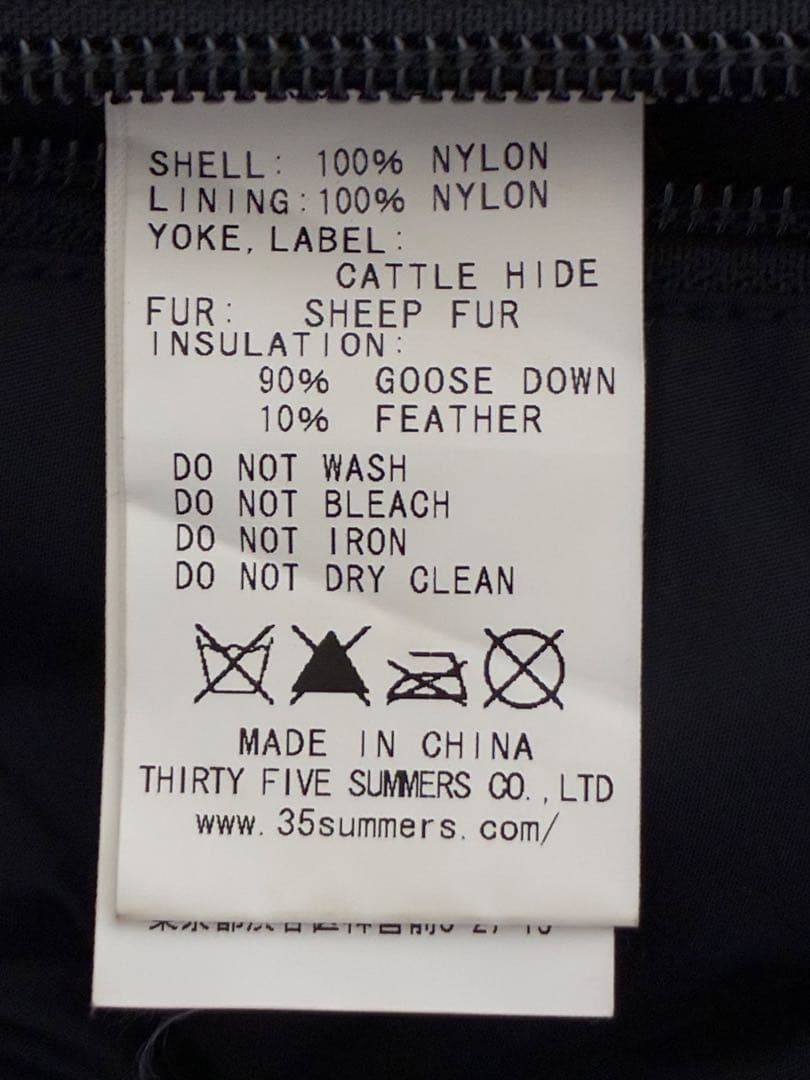 SHELL: 100% NYLON
LINING:100% NYLON
YOKE, LABEL:
CATTLE HIDE
FUR: SHEEP FUR
INSULATION:
90% GOOSE DOWN
10% FEATHER
DO NOT WASH
DO NOT BLEACH
DO NOT IRON
DO NOT DRY CLEAN
MADE IN CHINA
THIRTY FIVE SUMMERS CO.,LTD
www.35summers.com/